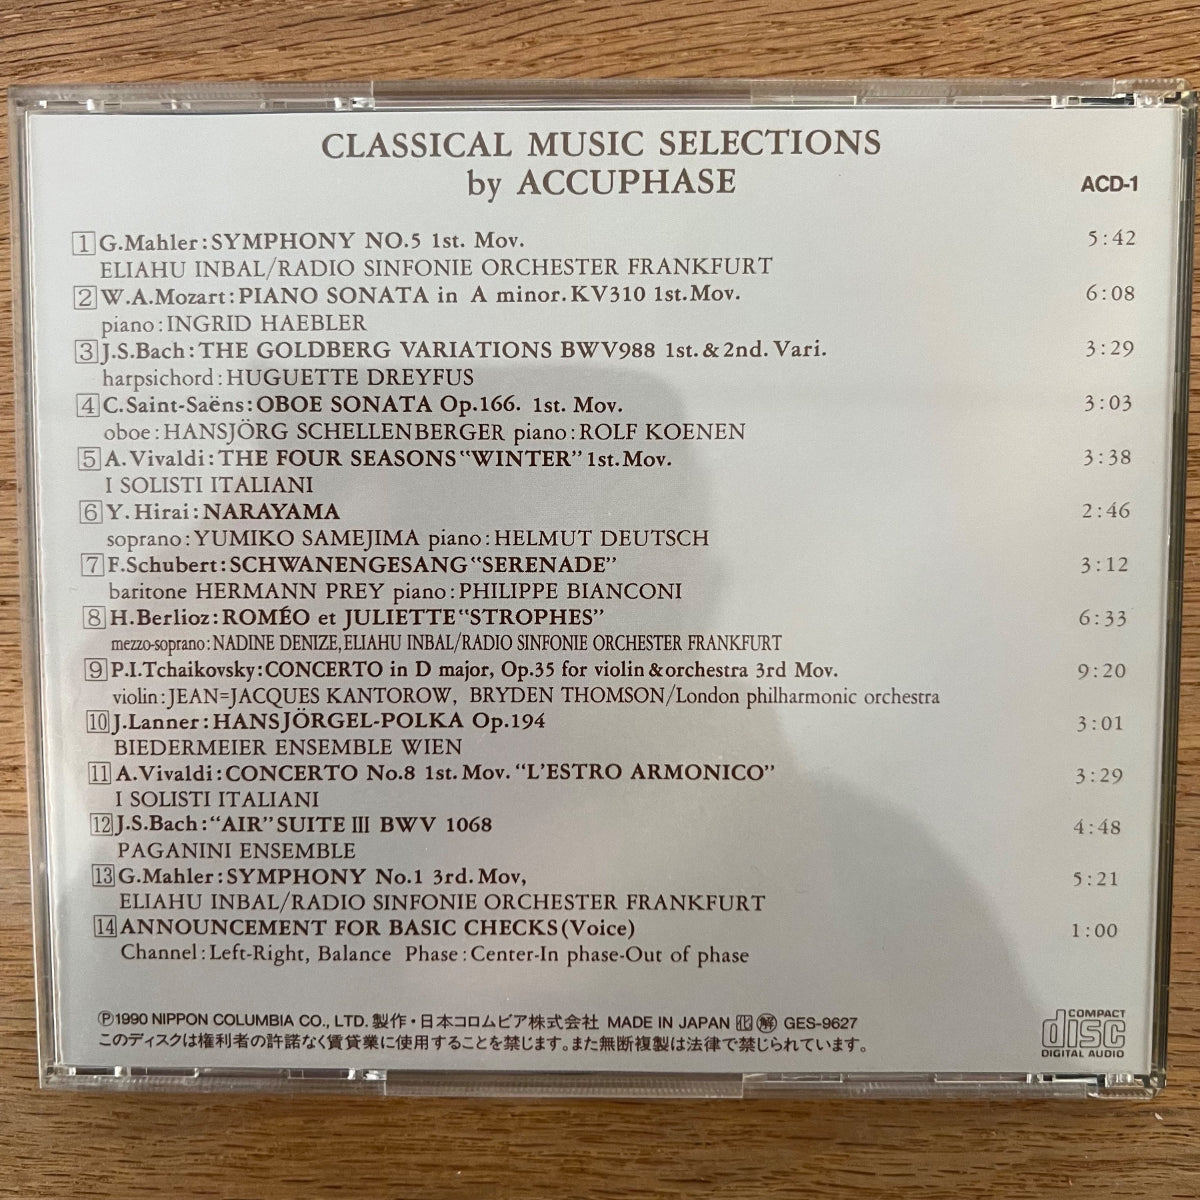 CLASSICAL MUSIC SELECTIONS
by ACCUPHASE
ACD-1
1 G.Mahler:SYMPHONY NO.5 1st. Mov. 5:42
ELIAHU INBAL/RADIO SINFONIE ORCHESTER FRANKFURT
2 W.A.Mozart:PIANO SONATA in A minor.KV310 1st.Mov. 6:08
piano:INGRID HAEBLER
3 J.S.Bach:THE GOLDBERG VARIATIONS BWV988 1st.&2nd.Vari. 3:29
harpsichord:HUGUETTE DREYFUS
4 C.Saint-Saëns:OBOE SONATA Op.166. 1st. Mov. 3:03
oboe:HANSJÖRG SCHELLENBERGER piano:ROLF KOENEN
5 A.Vivaldi:THE FOUR SEASONS“WINTER”1st.Mov. 3:38
I SOLISTI ITALIANI
6 Y.Hirai:NARAYAMA 2:46
soprano:YUMIKO SAMEJIMA piano:HELMUT DEUTSCH
7 F.Schubert:SCHWANENGESANG“SERENADE” 3:12
baritone HERMANN PREY piano:PHILIPPE BIANCONI
8 H.Berlioz:ROMÉO et JULIETTE“STROPHES” 6:33
mezzo-soprano:NADINE DENIZE,ELIAHU INBAL/RADIO SINFONIE ORCHESTER FRANKFURT
9 P.I.Tchaikovsky:CONCERTO in D major, Op.35 for violin&orchestra 3rd Mov. 9:20
violin:JEAN=JACQUES KANTOROW, BRYDEN THOMSON/London philharmonic orchestra
10 J.Lanner:HANSJÖRGEL-POLKA Op.194 3:01
BIEDERMEIER ENSEMBLE WIEN
11 A.Vivaldi:CONCERTO No.8 1st.Mov.“L'ESTRO ARMONICO” 3:29
I SOLISTI ITALIANI
12 J.S.Bach:“AIR”SUITE III BWV 1068 4:48
PAGANINI ENSEMBLE
13 G.Mahler:SYMPHONY No.1 3rd.Mov, 5:21
ELIAHU INBAL/RADIO SINFONIE ORCHESTER FRANKFURT
14 ANNOUNCEMENT FOR BASIC CHECKS(Voice) 1:00
Channel:Left-Right, Balance Phase:Center-In phase-Out of phase
Ⓟ1990 NIPPON COLUMBIA CO., LTD. 製作・日本コロムビア株式会社 MADE IN JAPAN 化 解 GES-9627
このディスクは権利者の許諾なく賃貸業に使用することを禁じます。また無断複製は法律で禁じられています。
COMPACT
disc
DIGITAL AUDIO